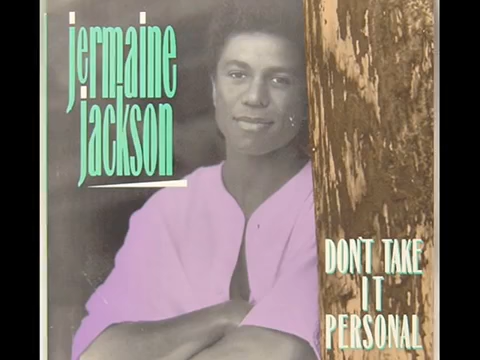 jermaine
jackson
DON'T TAKE
IT
PERSONAL